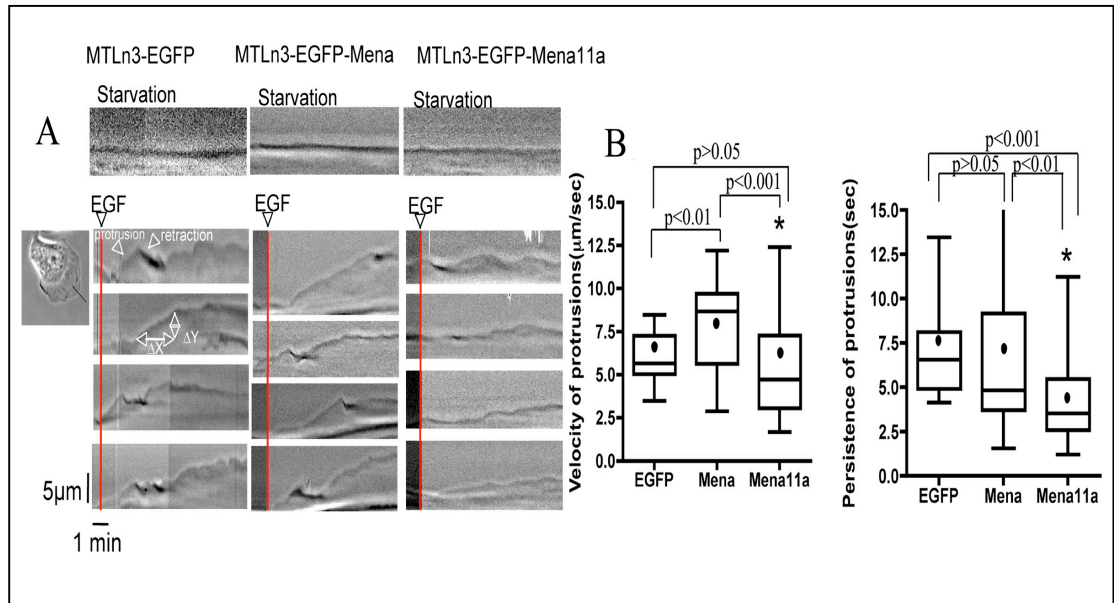 MTLn3-EGFP
MTLn3-EGFP-Mena
MTLn3-EGFP-Mena11a
Starvation
Starvation
Starvation
A
EGF
EGF
EGF
protrusion
retraction
ΔX
ΔY
5μm
1 min
B
p>0.05
p<0.001
p<0.01
*
Velocity of protrusions(μm/sec)
15.0
12.5
10.0
7.5
5.0
2.5
0.0
EGFP
Mena
Mena11a
p<0.001
p>0.05
p<0.01
*
Persistence of protrusions(sec)
15.0
12.5
10.0
7.5
5.0
2.5
0.0
EGFP
Mena
Mena11a